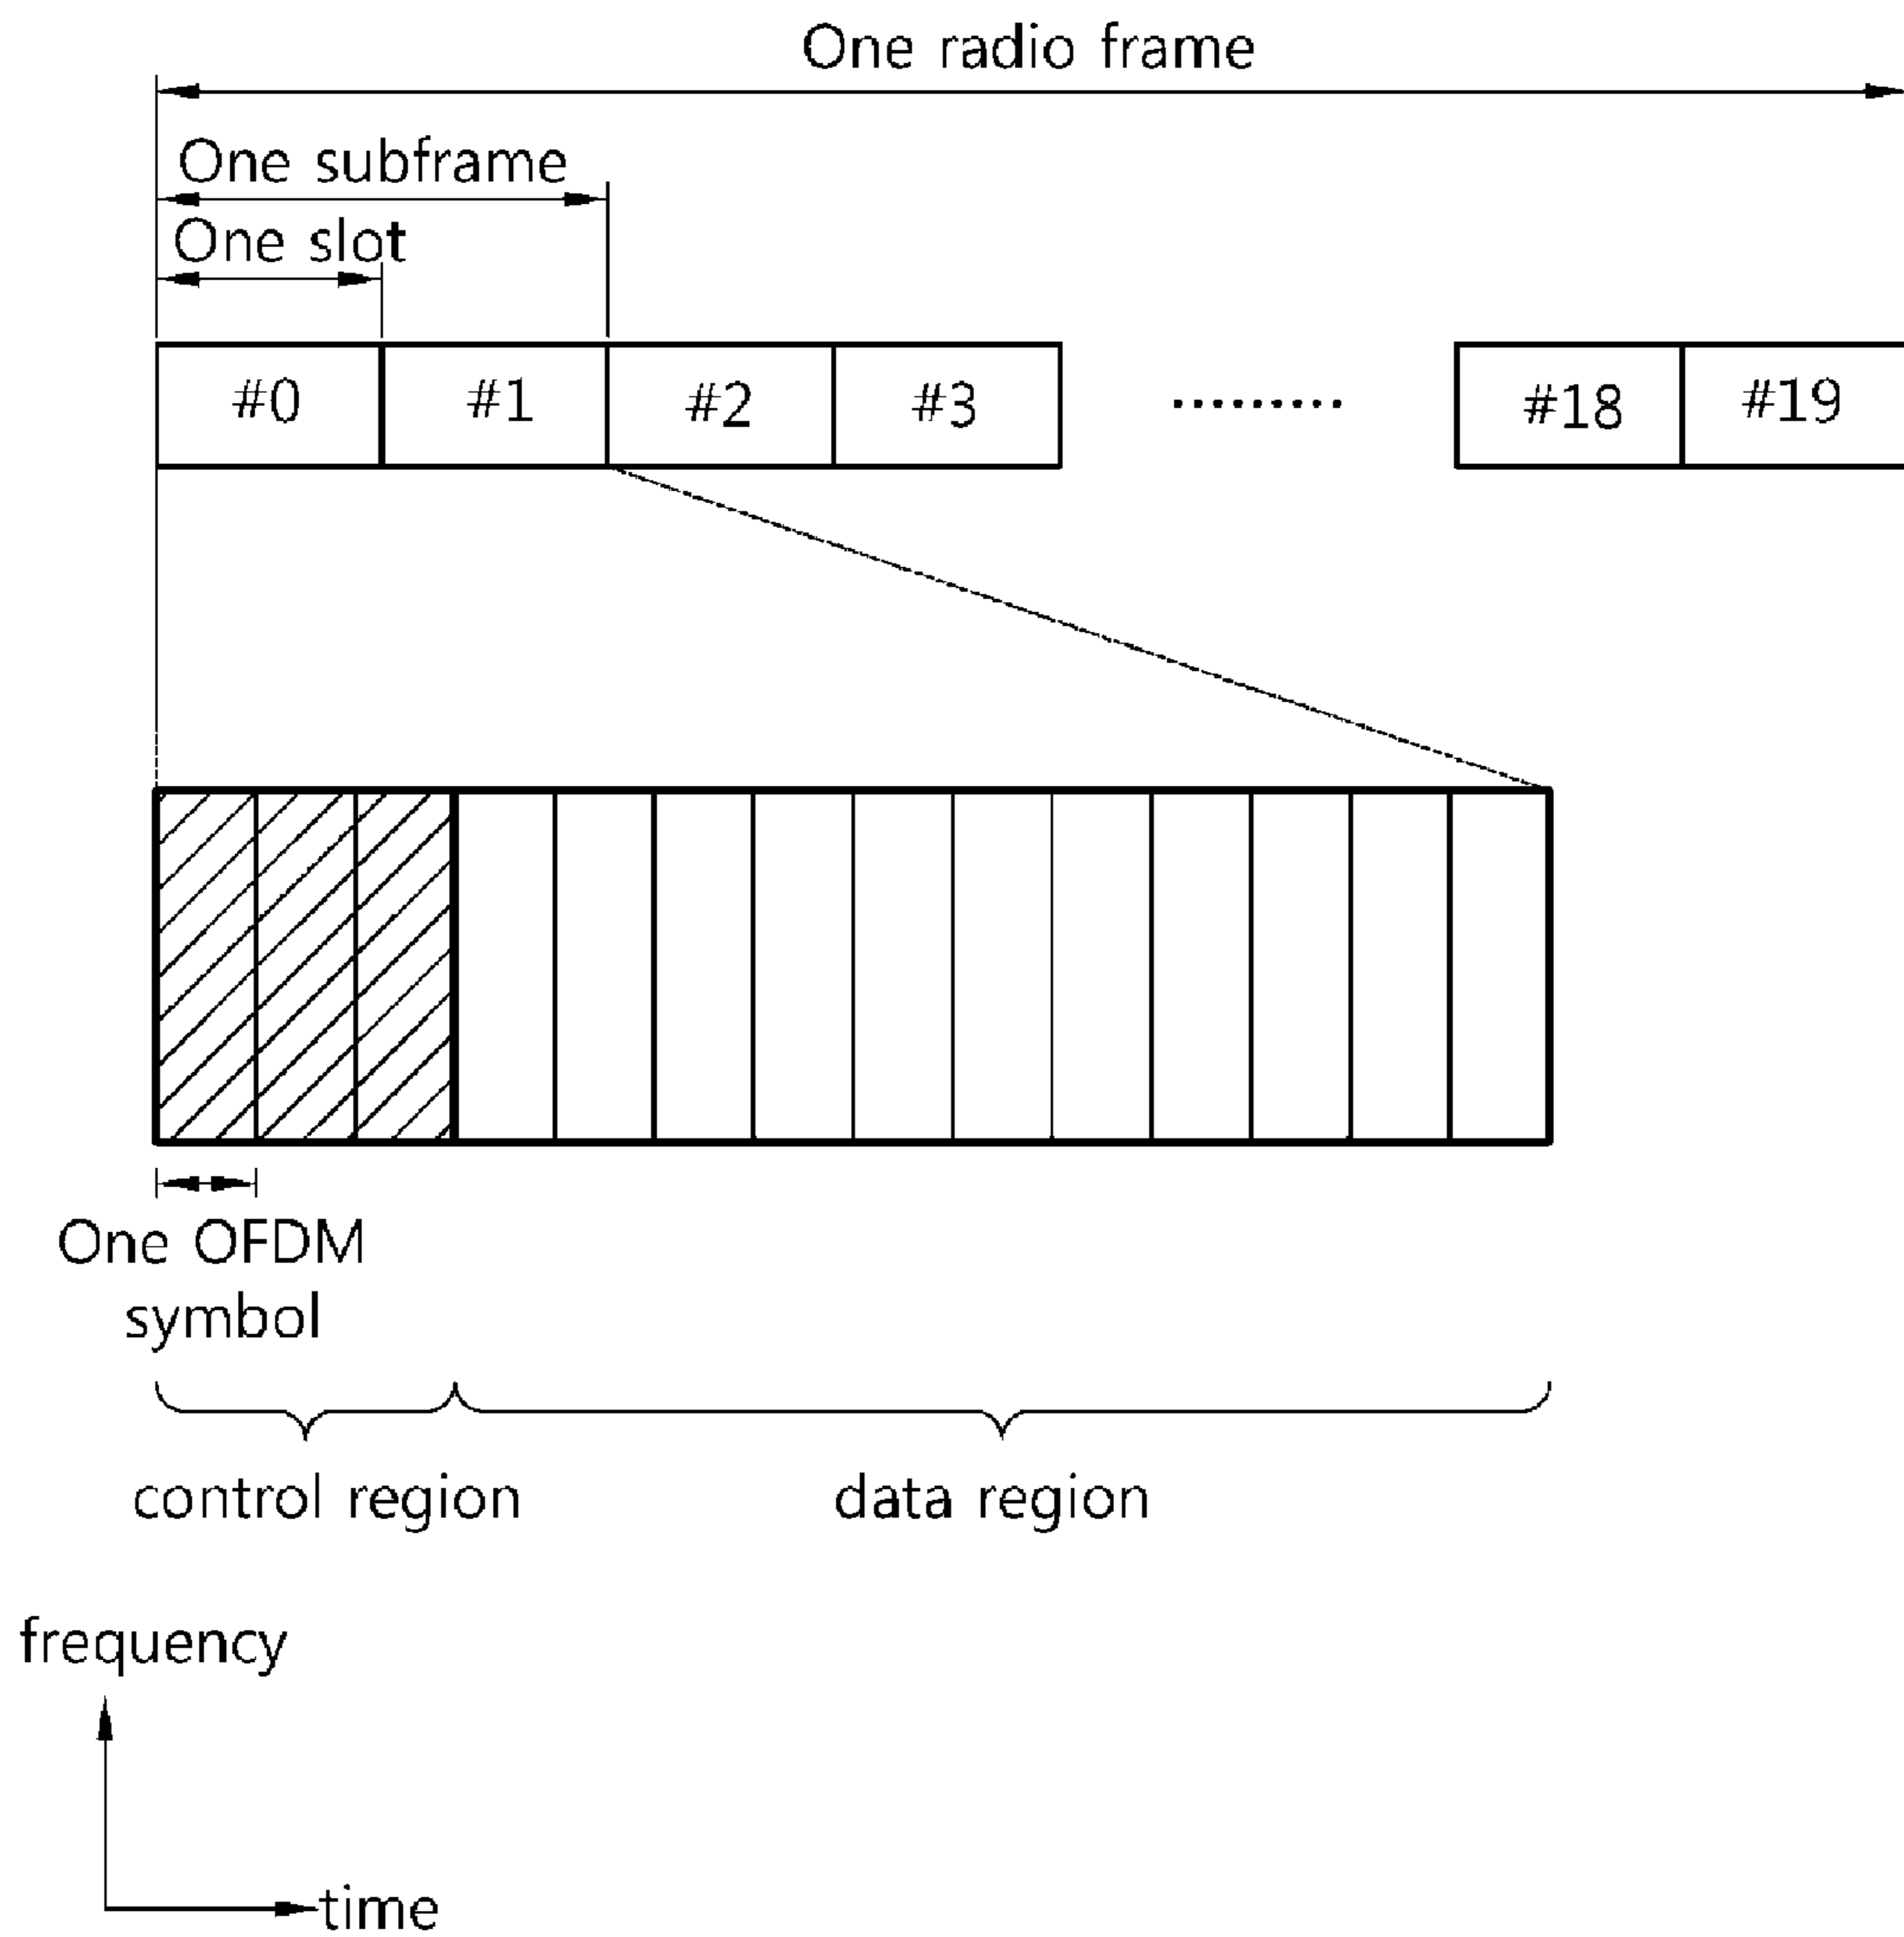 One radio frame
One subframe
One slot
#0 #1 #2 #3 ········· #18 #19
One OFDM
symbol
control region data region
frequency
time